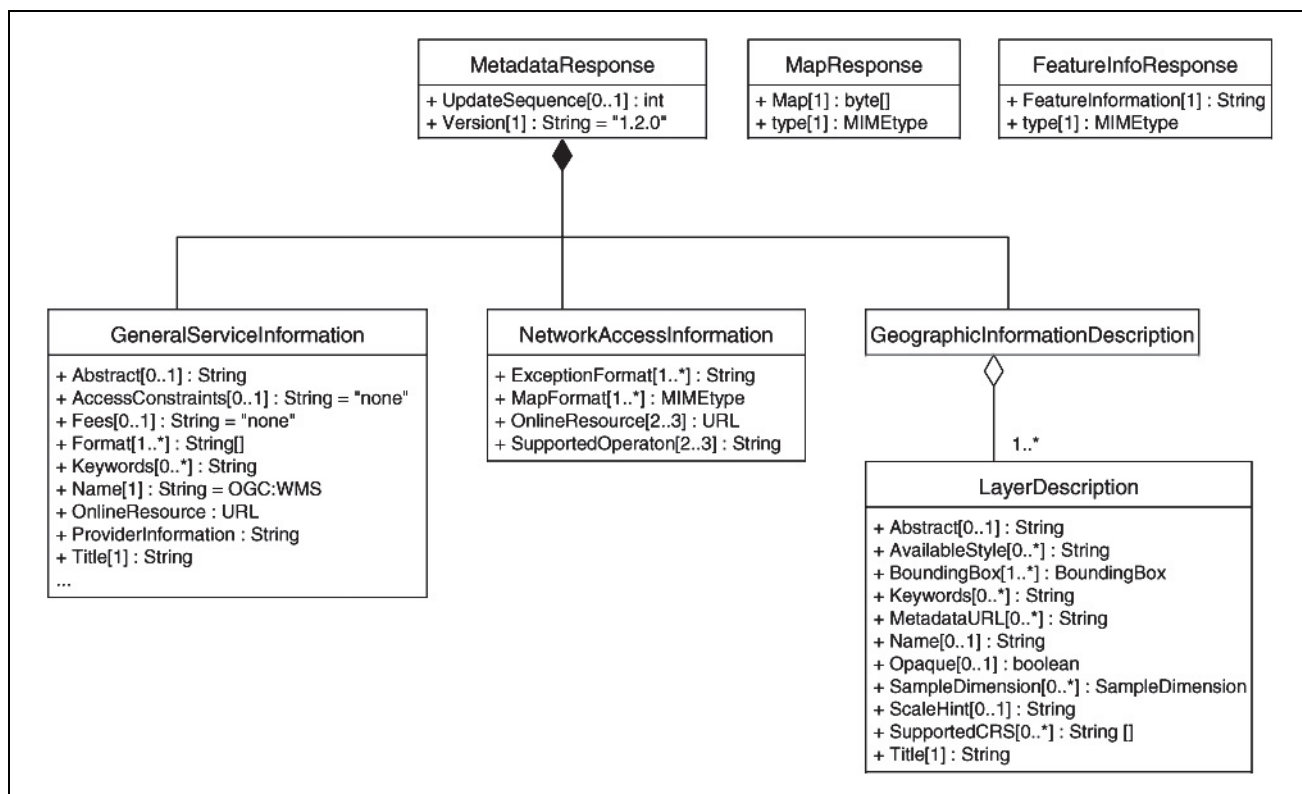 MetadataResponse
+ UpdateSequence[0..1] : int
+ Version[1] : String = "1.2.0"
MapResponse
+ Map[1] : byte[]
+ type[1] : MIMEtype
FeatureInfoResponse
+ FeatureInformation[1] : String
+ type[1] : MIMEtype
GeneralServiceInformation
+ Abstract[0..1] : String
+ AccessConstraints[0..1] : String = "none"
+ Fees[0..1] : String = "none"
+ Format[1..*] : String[]
+ Keywords[0..*] : String
+ Name[1] : String = OGC:WMS
+ OnlineResource : URL
+ ProviderInformation : String
+ Title[1] : String
...
NetworkAccessInformation
+ ExceptionFormat[1..*] : String
+ MapFormat[1..*] : MIMEtype
+ OnlineResource[2..3] : URL
+ SupportedOperaton[2..3] : String
GeographicInformationDescription
1..*
LayerDescription
+ Abstract[0..1] : String
+ AvailableStyle[0..*] : String
+ BoundingBox[1..*] : BoundingBox
+ Keywords[0..*] : String
+ MetadataURL[0..*] : String
+ Name[0..1] : String
+ Opaque[0..1] : boolean
+ SampleDimension[0..*] : SampleDimension
+ ScaleHint[0..1] : String
+ SupportedCRS[0..*] : String []
+ Title[1] : String